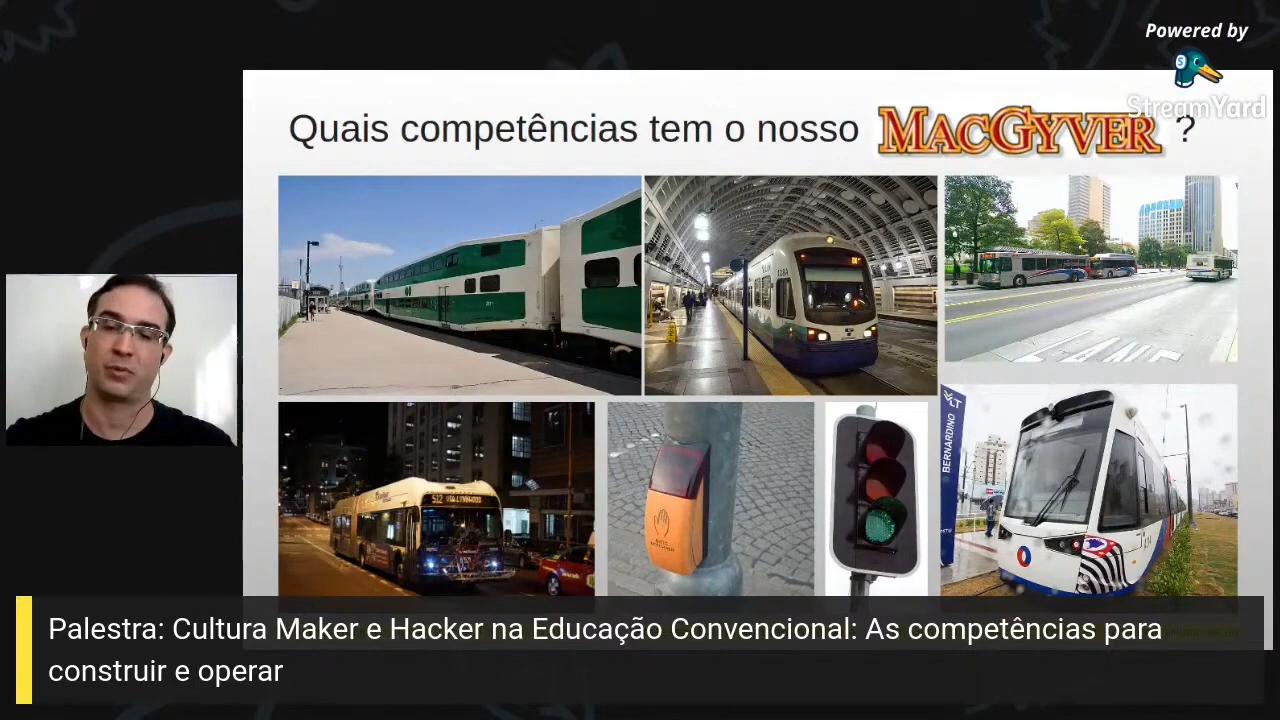 Powered by
StreamYard
Quais competências tem o nosso MACGYVER ?
BERNARDINO
512
Palestra: Cultura Maker e Hacker na Educação Convencional: As competências para
construir e operar